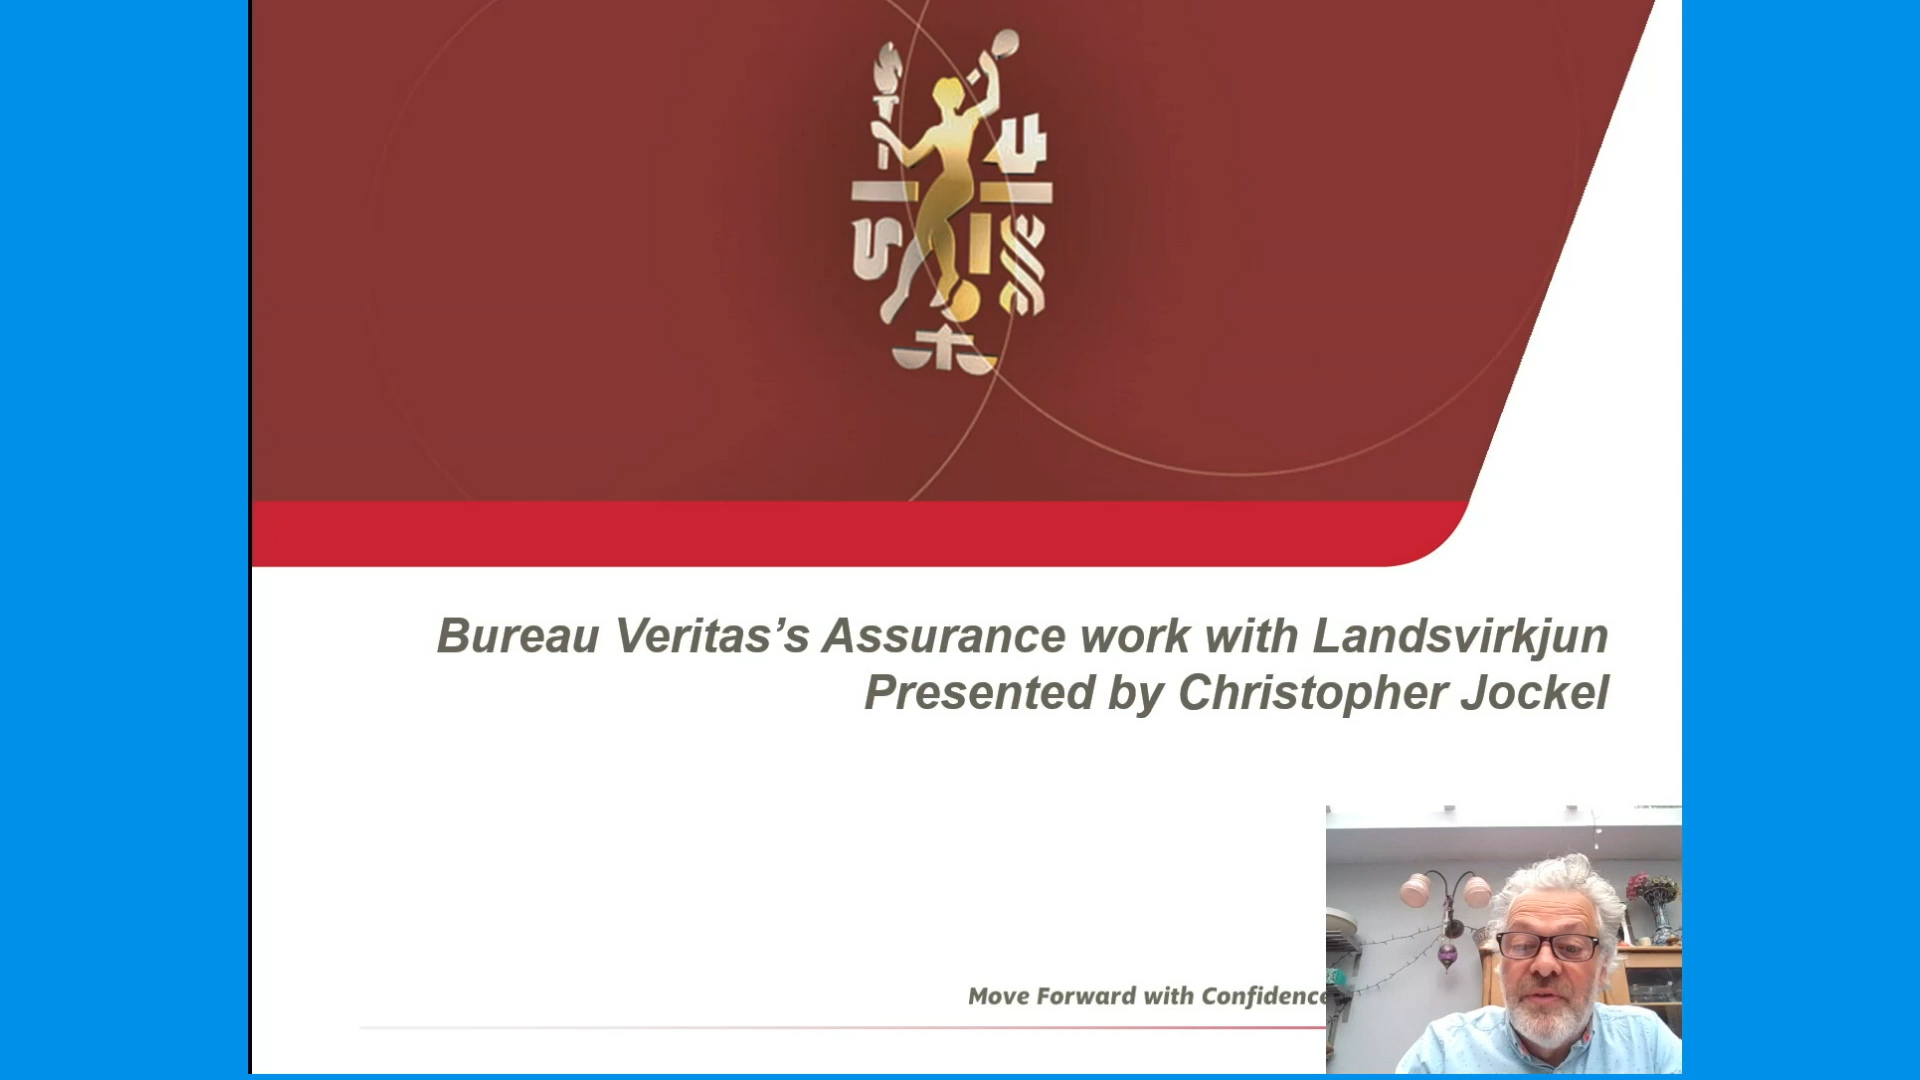 Bureau Veritas’s Assurance work with Landsvirkjun
Presented by Christopher Jockel
Move Forward with Confidence